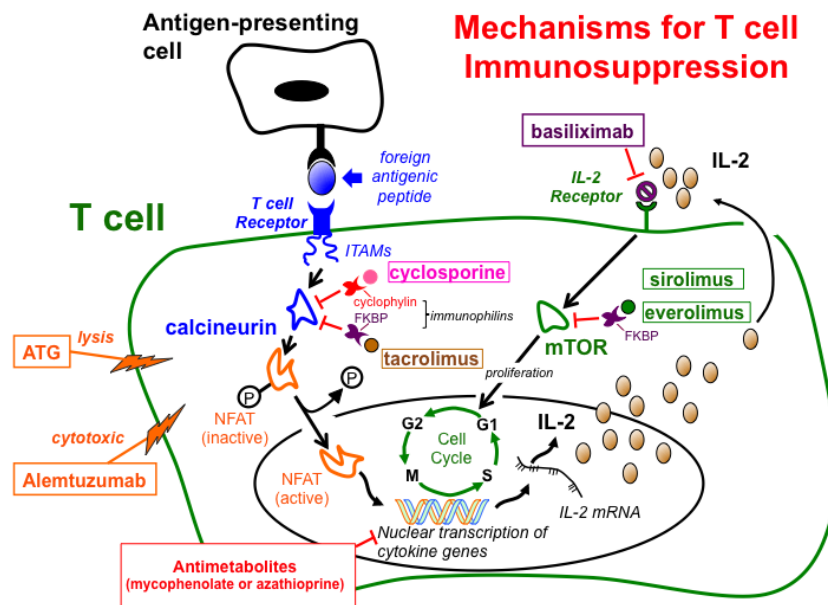 Antigen-presenting
cell
Mechanisms for T cell
Immunosuppression
basiliximab
IL-2
IL-2
Receptor
foreign
antigenic
peptide
T cell
Receptor
T cell
ITAMs
cyclosporine
cyclophylin
FKBP
immunophilins
calcineurin
tacrolimus
sirolimus
everolimus
FKBP
mTOR
proliferation
lysis
ATG
cytotoxic
Alemtuzumab
P
P
NFAT
(inactive)
NFAT
(active)
G2
G1
Cell
Cycle
M
S
IL-2
IL-2 mRNA
Nuclear transcription of
cytokine genes
Antimetabolites
(mycophenolate or azathioprine)